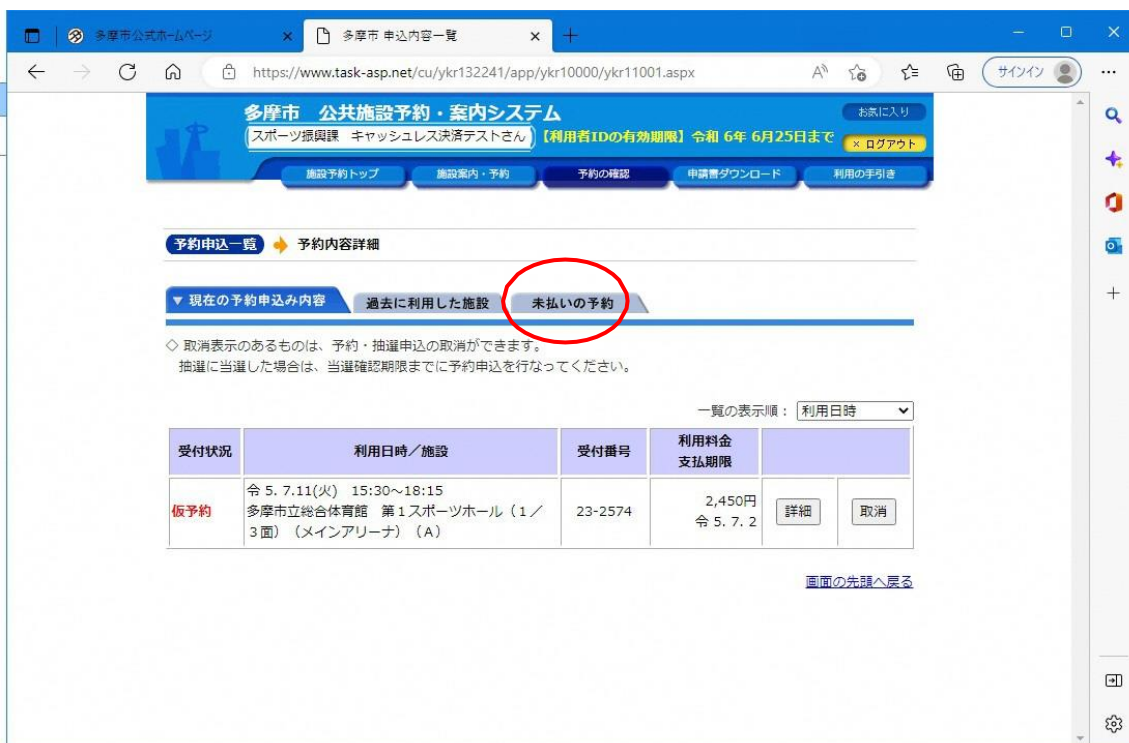 多摩市公式ホームページ
多摩市 申込内容一覧
https://www.task-asp.net/cu/ykr132241/app/ykr10000/ykr11001.aspx
サインイン
多摩市 公共施設予約・案内システム
お気に入り
スポーツ振興課 キャッシュレス決済テストさん
【利用者IDの有効期限】令和 6年 6月25日まで
× ログアウト
施設予約トップ
施設案内・予約
予約の確認
申請書ダウンロード
利用の手引き
予約申込一覧
予約内容詳細
▼ 現在の予約申込み内容
過去に利用した施設
未払いの予約
◇ 取消表示のあるものは、予約・抽選申込の取消ができます。
抽選に当選した場合は、当選確認期限までに予約申込を行なってください。
一覧の表示順： 利用日時
受付状況
利用日時／施設
受付番号
利用料金
支払期限
仮予約
令 5. 7.11(火) 15:30～18:15
多摩市立総合体育館 第１スポーツホール（１／
３面）（メインアリーナ）（Ａ）
23-2574
2,450円
令 5. 7. 2
詳細
取消
画面の先頭へ戻る